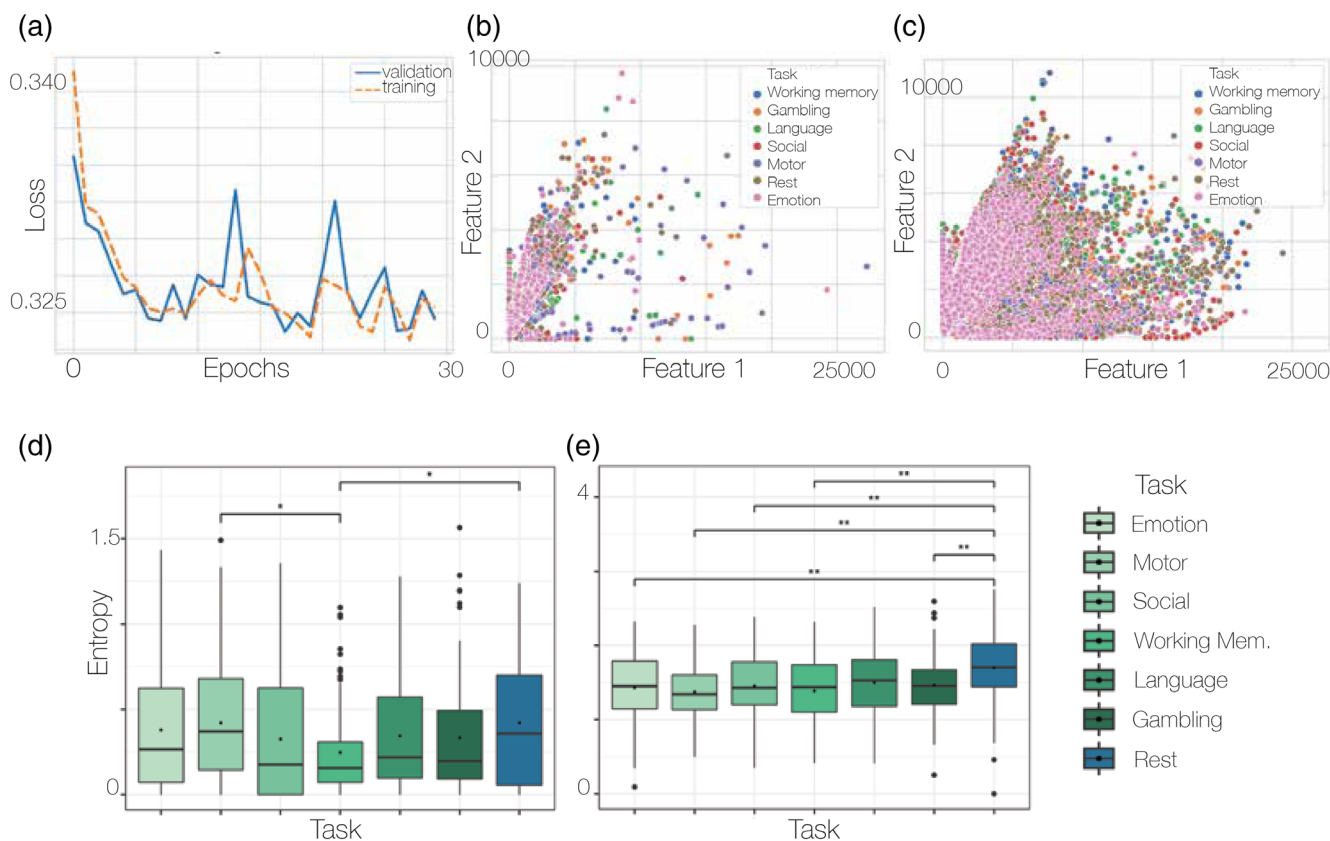 (a)
0.340
0.325
Loss
validation
training
0
Epochs
30
(b)
10000
Feature 2
0
Task
Working memory
Gambling
Language
Social
Motor
Rest
Emotion
0
Feature 1
25000
(c)
10000
Feature 2
0
Task
Working memory
Gambling
Language
Social
Motor
Rest
Emotion
0
Feature 1
25000
(d)
1.5
Entropy
0
*
*
Task
(e)
4
0
**
**
**
**
**
Task
Task
Emotion
Motor
Social
Working Mem.
Language
Gambling
Rest